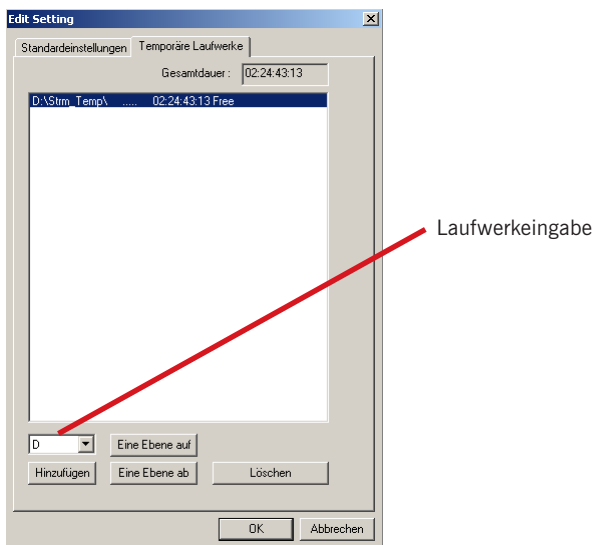 Edit Setting
Standardeinstellungen Temporäre Laufwerke
Gesamtdauer : 02:24:43:13
D:\Strm_Temp\ ..... 02:24:43:13 Free
Laufwerkeingabe
D Eine Ebene auf
Hinzufügen Eine Ebene ab Löschen
OK Abbrechen